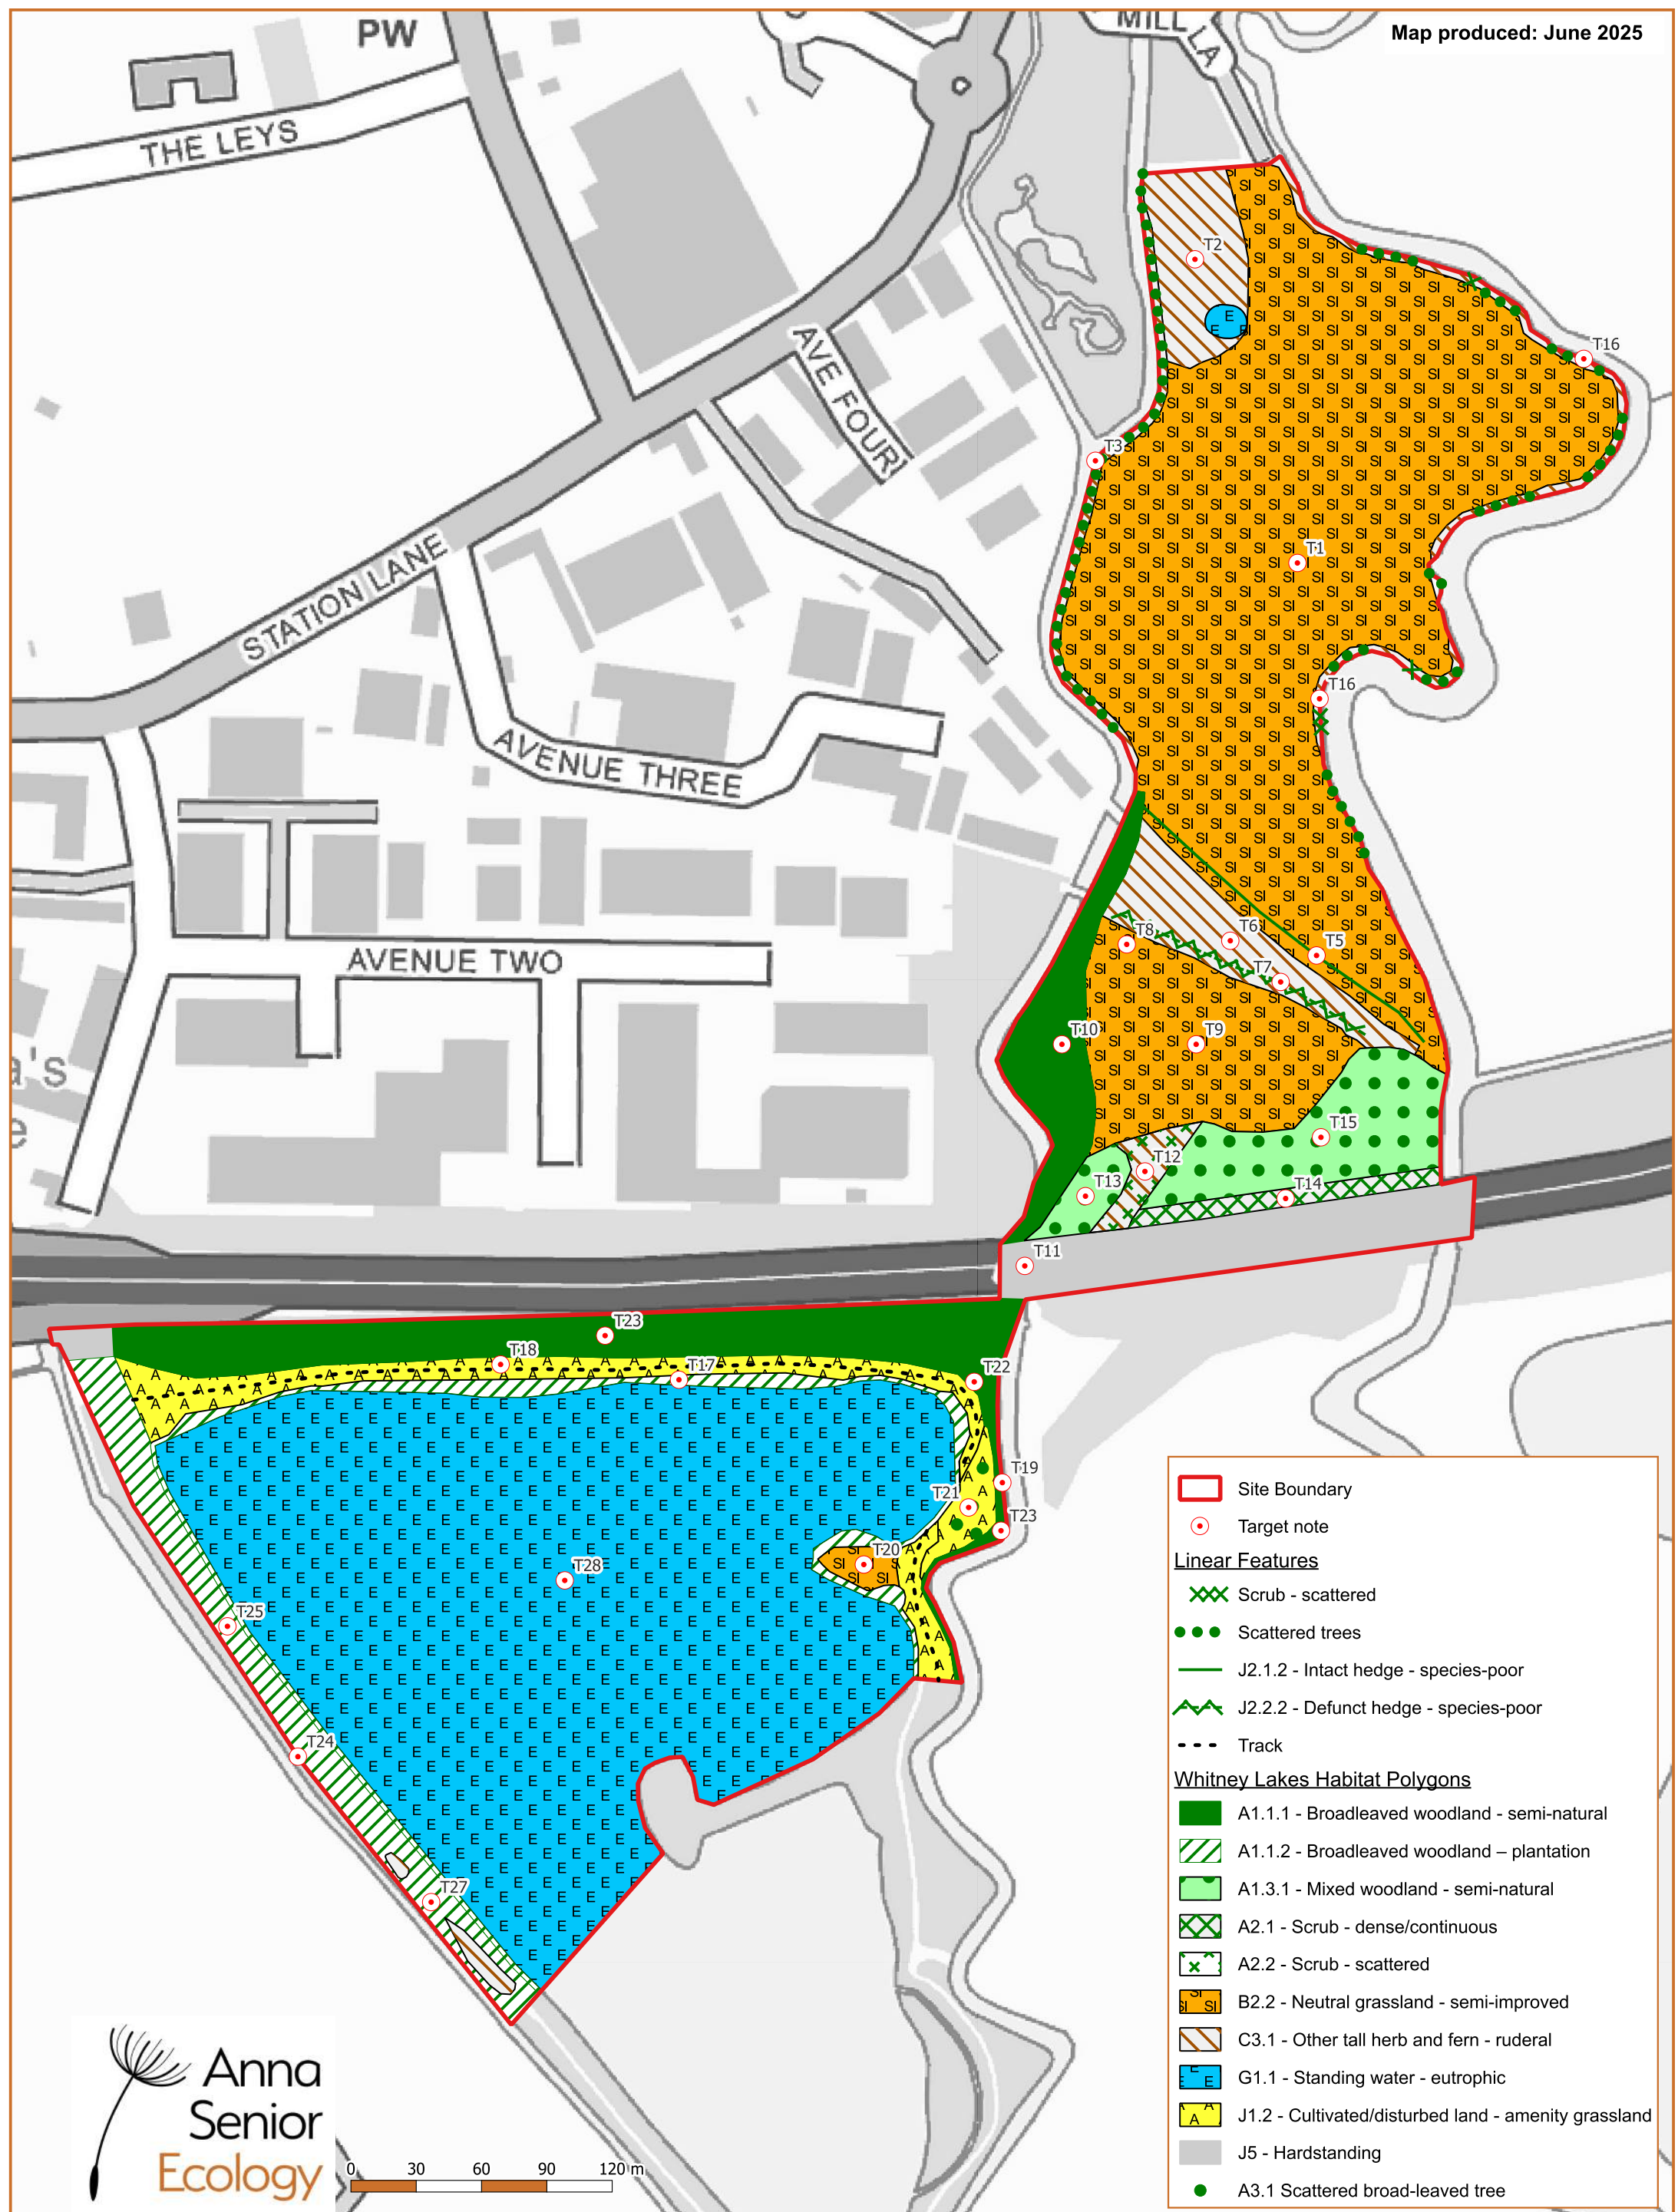 Map produced: June 2025
PW
MILL LA
THE LEYS
AVE FOUR
STATION LANE
AVENUE THREE
AVENUE TWO
a's
e
T2
T16
T3
T1
T16
T8
T6
T5
T7
T10
T9
T15
T12
T13
T14
T11
T23
T18
T17
T22
T19
T21
T23
T20
T28
T25
T24
T27
Site Boundary
Target note
Linear Features
Scrub - scattered
Scattered trees
J2.1.2 - Intact hedge - species-poor
J2.2.2 - Defunct hedge - species-poor
Track
Whitney Lakes Habitat Polygons
A1.1.1 - Broadleaved woodland - semi-natural
A1.1.2 - Broadleaved woodland – plantation
A1.3.1 - Mixed woodland - semi-natural
A2.1 - Scrub - dense/continuous
A2.2 - Scrub - scattered
B2.2 - Neutral grassland - semi-improved
C3.1 - Other tall herb and fern - ruderal
G1.1 - Standing water - eutrophic
J1.2 - Cultivated/disturbed land - amenity grassland
J5 - Hardstanding
A3.1 Scattered broad-leaved tree
Anna
Senior
Ecology
0 30 60 90 120 m